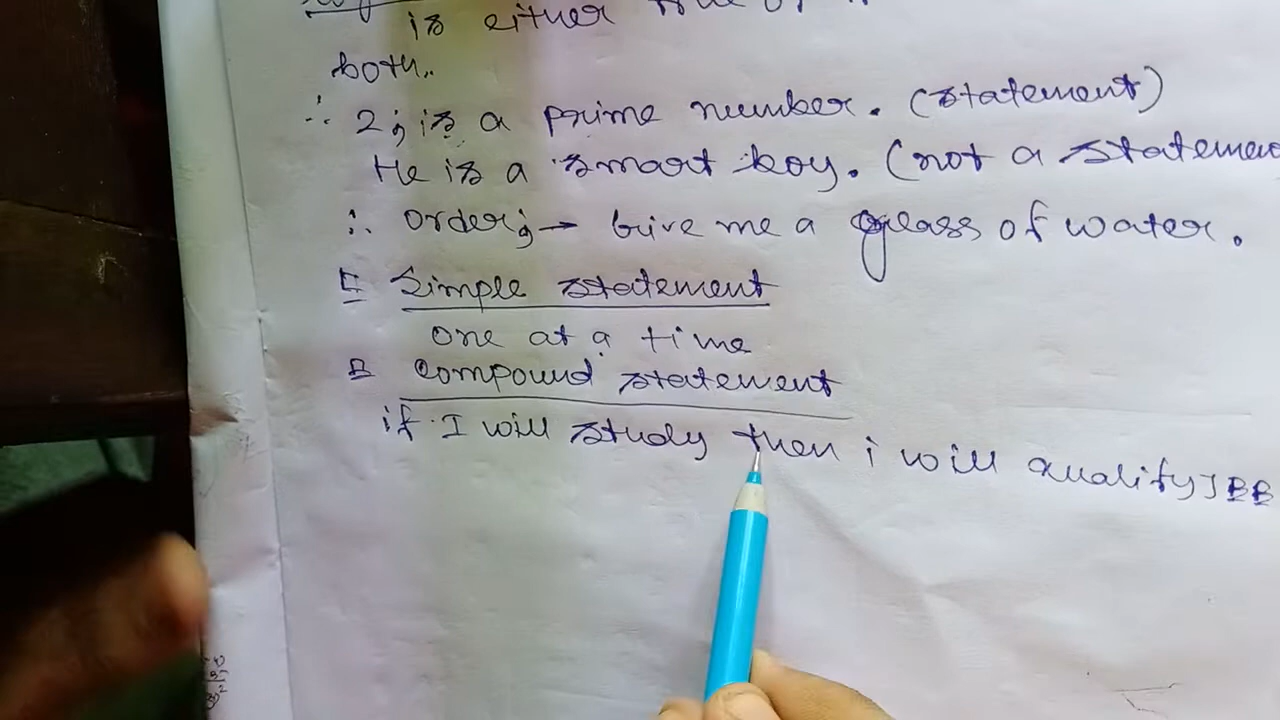 is either true or
both.
∴ 2; is a prime number. (statement)
He is a smart boy. (not a statemen
∴ order; → Give me a glass of water.
Simple statement
one at a time
compound statement
if I will study then i will qualify JEE